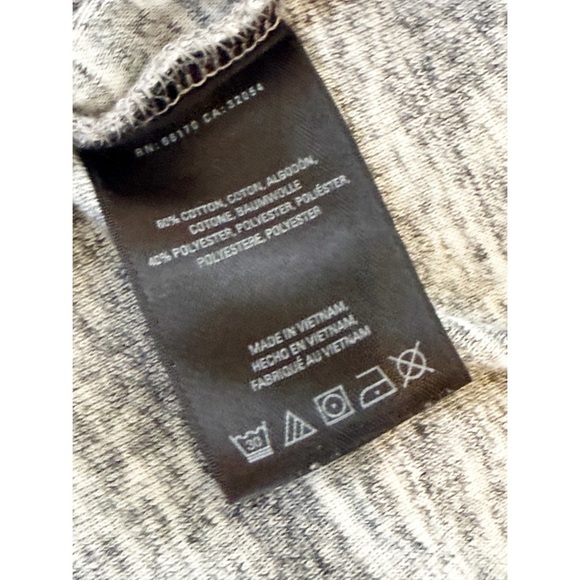 RN: 68170 CA: 32054
60% COTTON, COTON, ALGODÓN,
COTONE, BAUMWOLLE
40% POLYESTER, POLYESTER, POLIÉSTER,
POLYESTERE, POLYESTER
MADE IN VIETNAM,
HECHO EN VIETNAM,
FABRIQUÉ AU VIETNAM
30